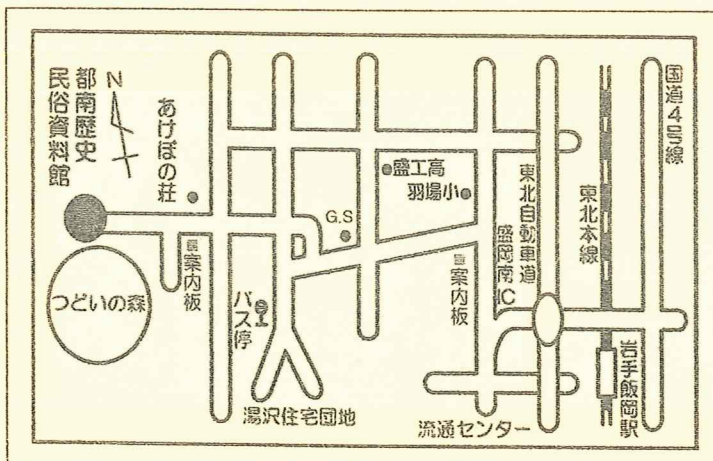 都南歴史
民俗資料館
N
あけぼの荘
案内板
つどいの森
バス停
G.S
湯沢住宅団地
盛工高
羽場小
案内板
盛岡南IC
東北自動車道
流通センター
東北本線
岩手飯岡駅
国道4号線